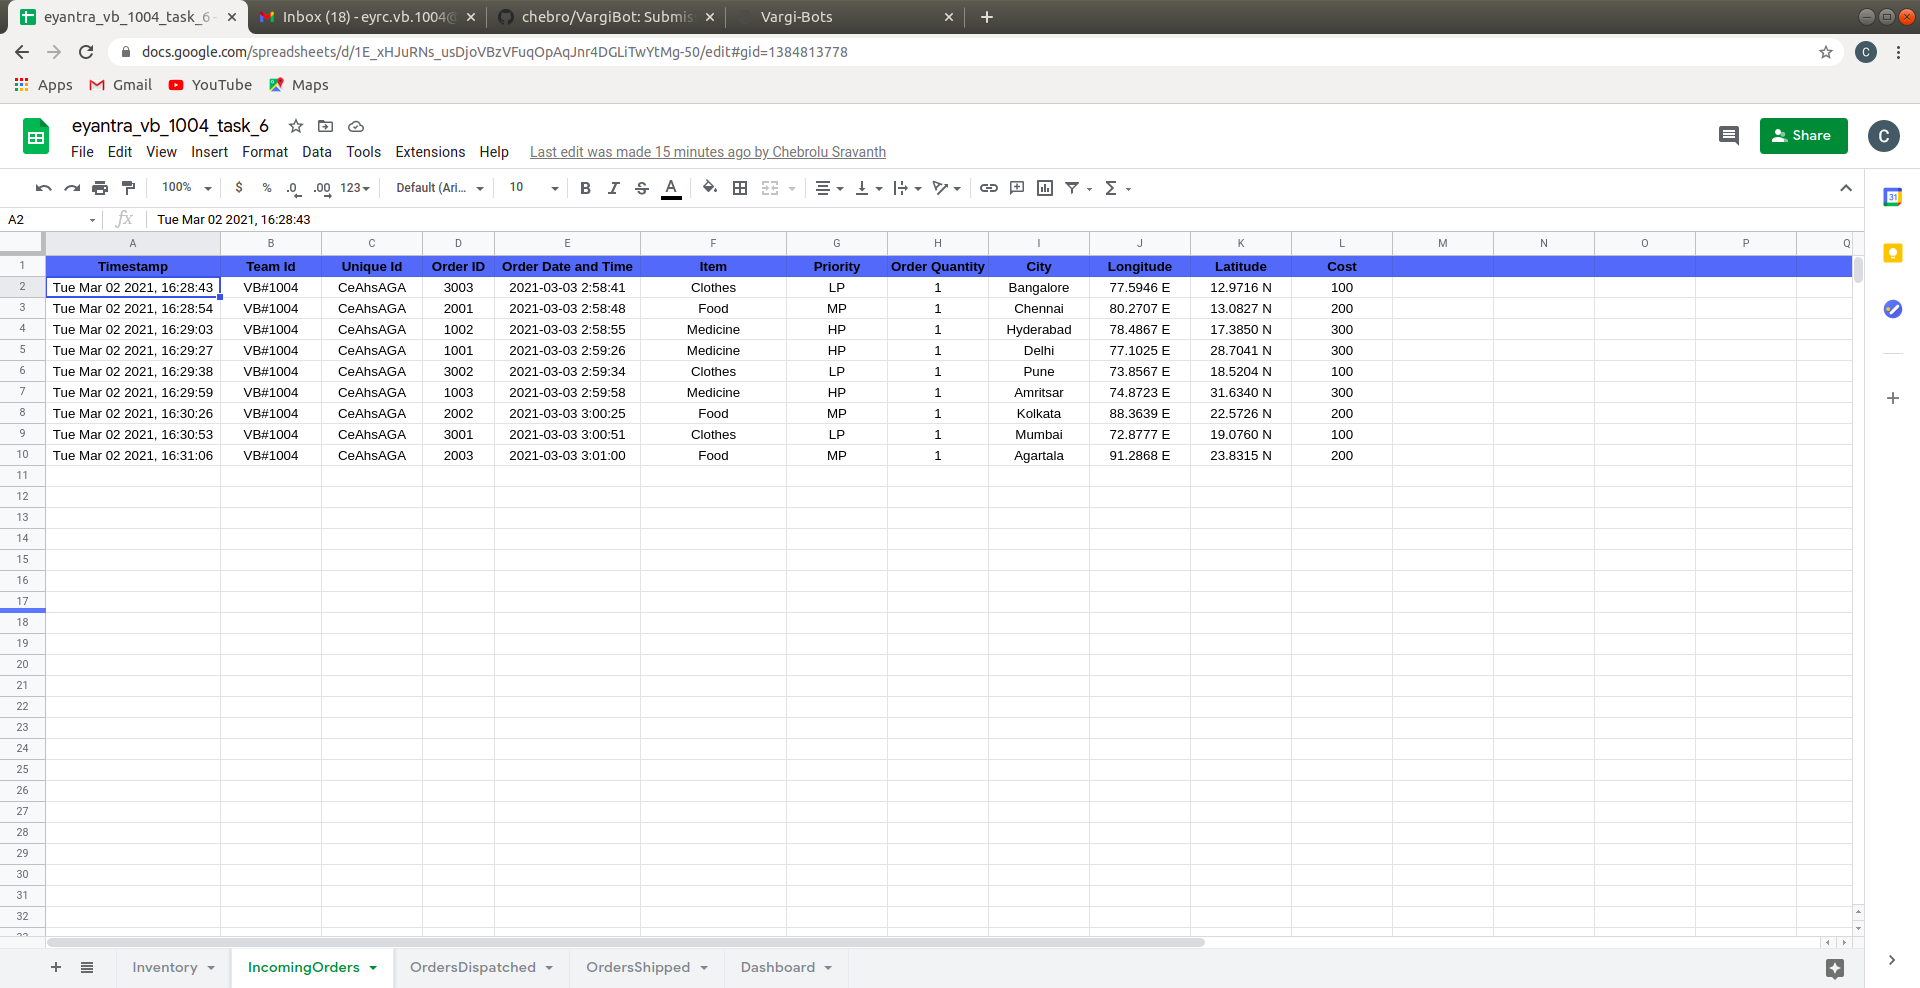 eyantra_vb_1004_task_6 - Inbox (18) - eyrc.vb.1004@ chebro/VargiBot: Submis Vargi-Bots
docs.google.com/spreadsheets/d/1E_xHJuRNs_usDjoVBzVFuqOpAqJnr4DGLiTwYtMg-50/edit#gid=1384813778 C
Apps Gmail YouTube Maps
eyantra_vb_1004_task_6 Share C
File Edit View Insert Format Data Tools Extensions Help Last edit was made 15 minutes ago by Chebrolu Sravanth
100% $ % .0 .00 123 Default (Ari... 10 B I S A Σ 31
A2 fx Tue Mar 02 2021, 16:28:43
A B C D E F G H I J K L M N O P Q
1 Timestamp Team Id Unique Id Order ID Order Date and Time Item Priority Order Quantity City Longitude Latitude Cost
2 Tue Mar 02 2021, 16:28:43 VB#1004 CeAhsAGA 3003 2021-03-03 2:58:41 Clothes LP 1 Bangalore 77.5946 E 12.9716 N 100
3 Tue Mar 02 2021, 16:28:54 VB#1004 CeAhsAGA 2001 2021-03-03 2:58:48 Food MP 1 Chennai 80.2707 E 13.0827 N 200
4 Tue Mar 02 2021, 16:29:03 VB#1004 CeAhsAGA 1002 2021-03-03 2:58:55 Medicine HP 1 Hyderabad 78.4867 E 17.3850 N 300
5 Tue Mar 02 2021, 16:29:27 VB#1004 CeAhsAGA 1001 2021-03-03 2:59:26 Medicine HP 1 Delhi 77.1025 E 28.7041 N 300
6 Tue Mar 02 2021, 16:29:38 VB#1004 CeAhsAGA 3002 2021-03-03 2:59:34 Clothes LP 1 Pune 73.8567 E 18.5204 N 100
7 Tue Mar 02 2021, 16:29:59 VB#1004 CeAhsAGA 1003 2021-03-03 2:59:58 Medicine HP 1 Amritsar 74.8723 E 31.6340 N 300
8 Tue Mar 02 2021, 16:30:26 VB#1004 CeAhsAGA 2002 2021-03-03 3:00:25 Food MP 1 Kolkata 88.3639 E 22.5726 N 200
9 Tue Mar 02 2021, 16:30:53 VB#1004 CeAhsAGA 3001 2021-03-03 3:00:51 Clothes LP 1 Mumbai 72.8777 E 19.0760 N 100
10 Tue Mar 02 2021, 16:31:06 VB#1004 CeAhsAGA 2003 2021-03-03 3:01:00 Food MP 1 Agartala 91.2868 E 23.8315 N 200
11
12
13
14
15
16
17
18
19
20
21
22
23
24
25
26
27
28
29
30
31
32
Inventory IncomingOrders OrdersDispatched OrdersShipped Dashboard